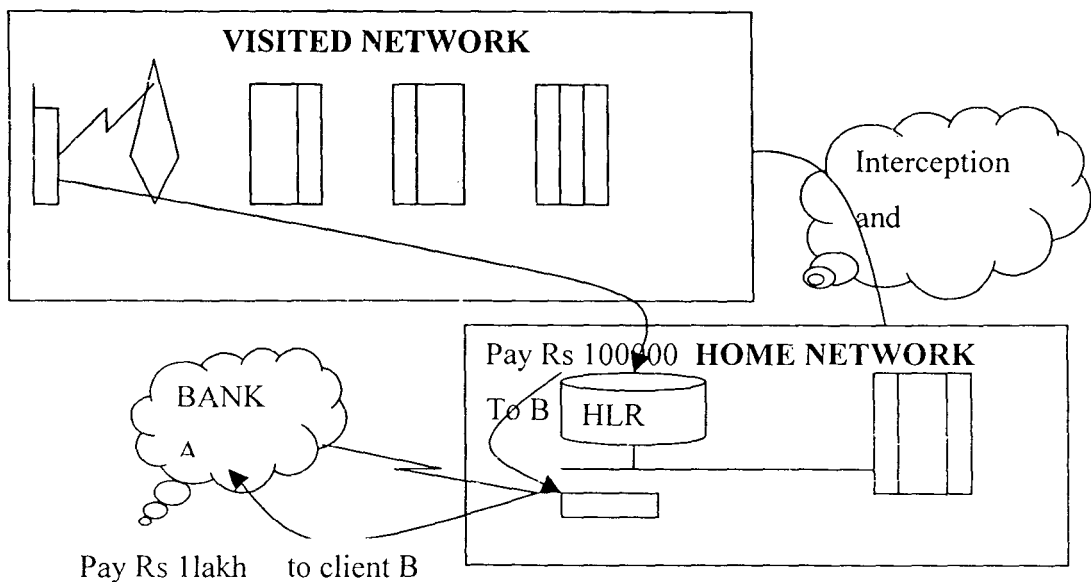 VISITED NETWORK
Interception
and
Pay Rs 100000 HOME NETWORK
To B HLR
BANK
A
Pay Rs 1lakh to client B